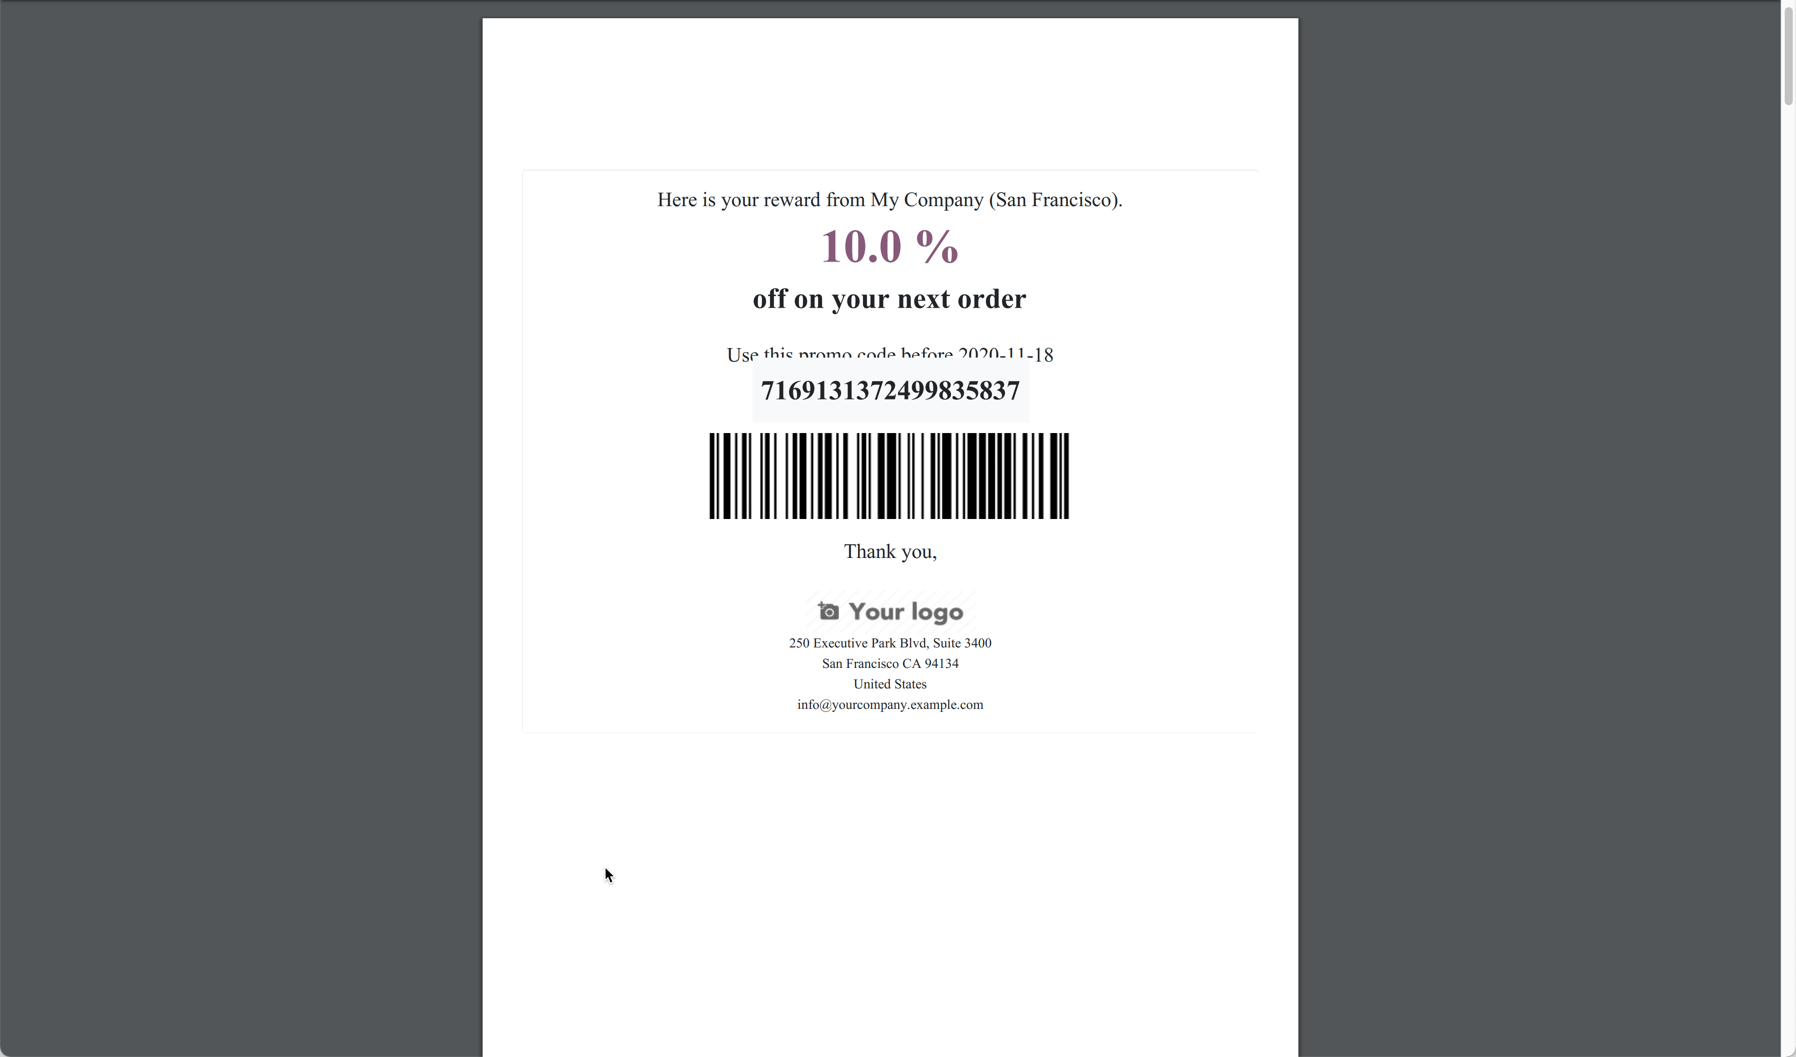 Here is your reward from My Company (San Francisco).
10.0 %
off on your next order
Use this promo code before 2020-11-18
7169131372499835837
Thank you,
Your logo
250 Executive Park Blvd, Suite 3400
San Francisco CA 94134
United States
info@yourcompany.example.com